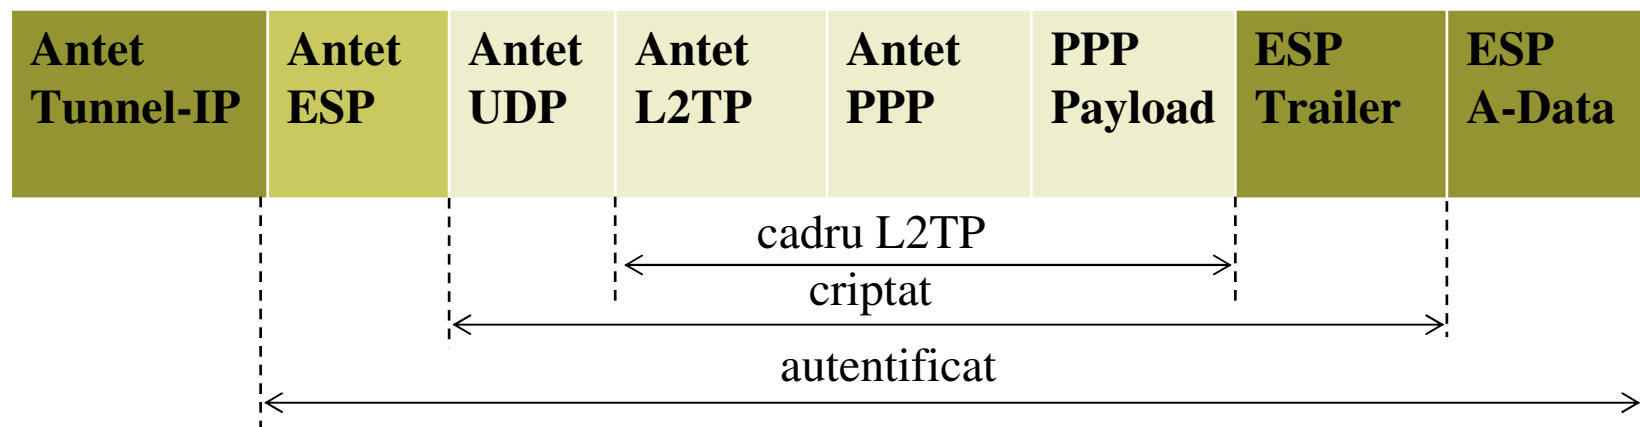 Antet
Tunnel-IP
Antet
ESP
Antet
UDP
Antet
L2TP
Antet
PPP
PPP
Payload
ESP
Trailer
ESP
A-Data
cadru L2TP
criptat
autentificat